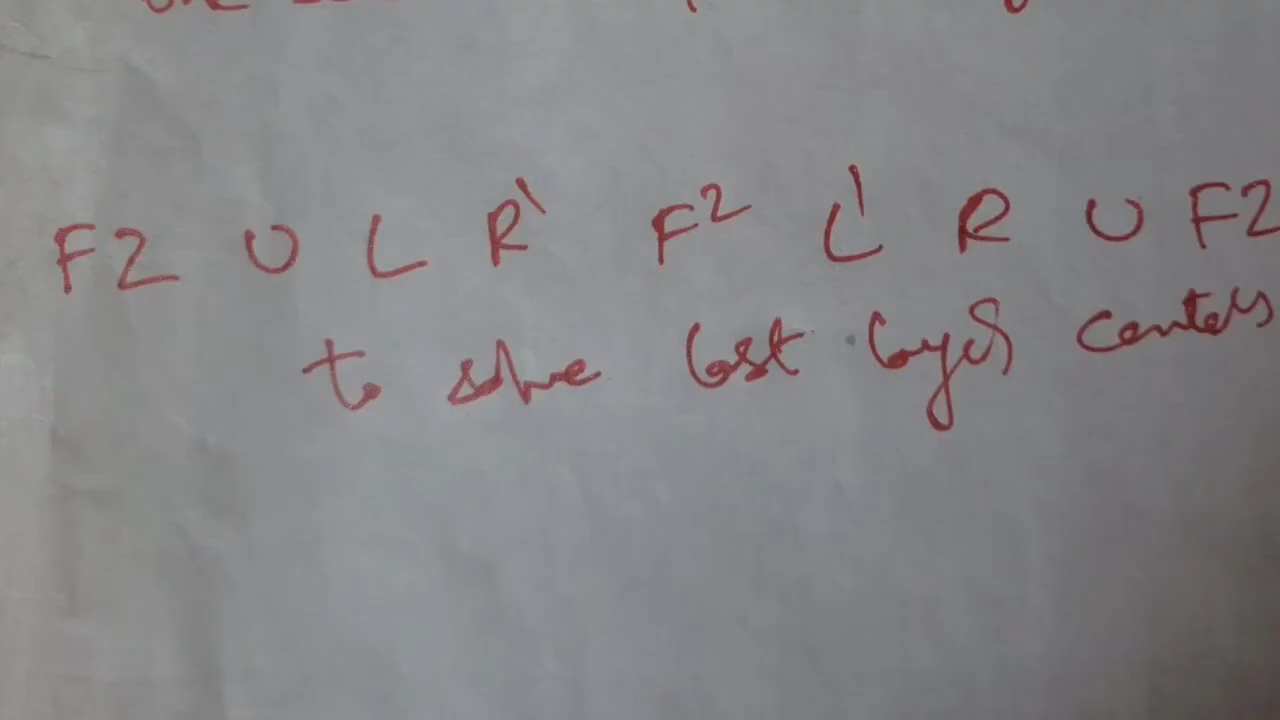 F2 U L R' F2 L' R U F2
to solve last layer centers